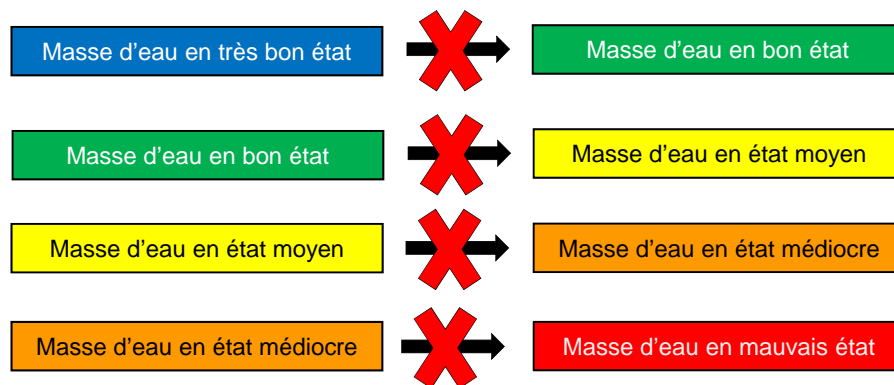 Masse d'eau en très bon état
Masse d'eau en bon état
Masse d'eau en bon état
Masse d'eau en état moyen
Masse d'eau en état moyen
Masse d'eau en état médiocre
Masse d'eau en état médiocre
Masse d'eau en mauvais état